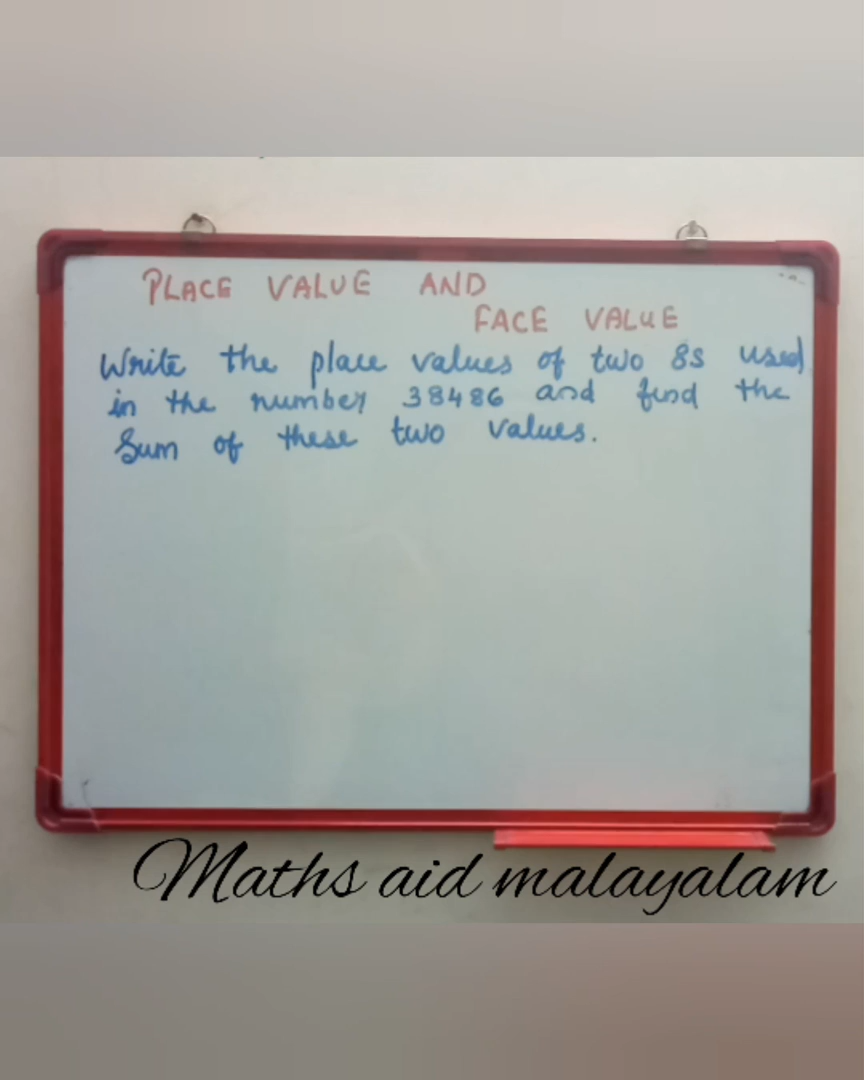 PLACE VALUE AND
FACE VALUE
Write the place values of two 8s used
in the number 38486 and find the
Sum of these two values.
Maths aid malayalam